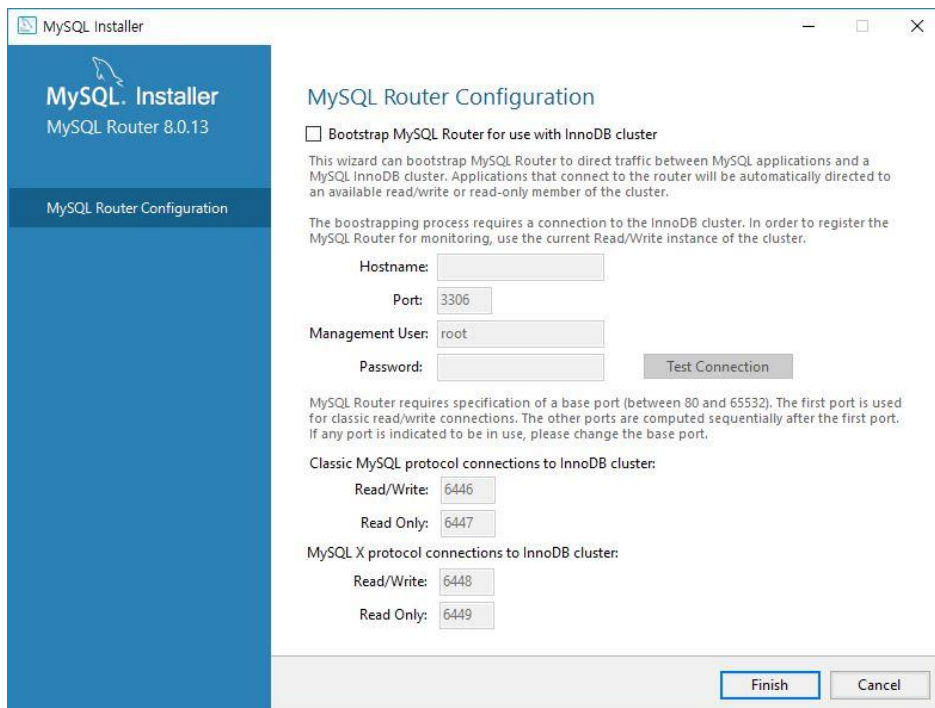 MySQL Installer
MySQL. Installer
MySQL Router 8.0.13
MySQL Router Configuration
MySQL Router Configuration
Bootstrap MySQL Router for use with InnoDB cluster
This wizard can bootstrap MySQL Router to direct traffic between MySQL applications and a
MySQL InnoDB cluster. Applications that connect to the router will be automatically directed to
an available read/write or read-only member of the cluster.
The boostrapping process requires a connection to the InnoDB cluster. In order to register the
MySQL Router for monitoring, use the current Read/Write instance of the cluster.
Hostname:
Port: 3306
Management User: root
Password: Test Connection
MySQL Router requires specification of a base port (between 80 and 65532). The first port is used
for classic read/write connections. The other ports are computed sequentially after the first port.
If any port is indicated to be in use, please change the base port.
Classic MySQL protocol connections to InnoDB cluster:
Read/Write: 6446
Read Only: 6447
MySQL X protocol connections to InnoDB cluster:
Read/Write: 6448
Read Only: 6449
Finish Cancel